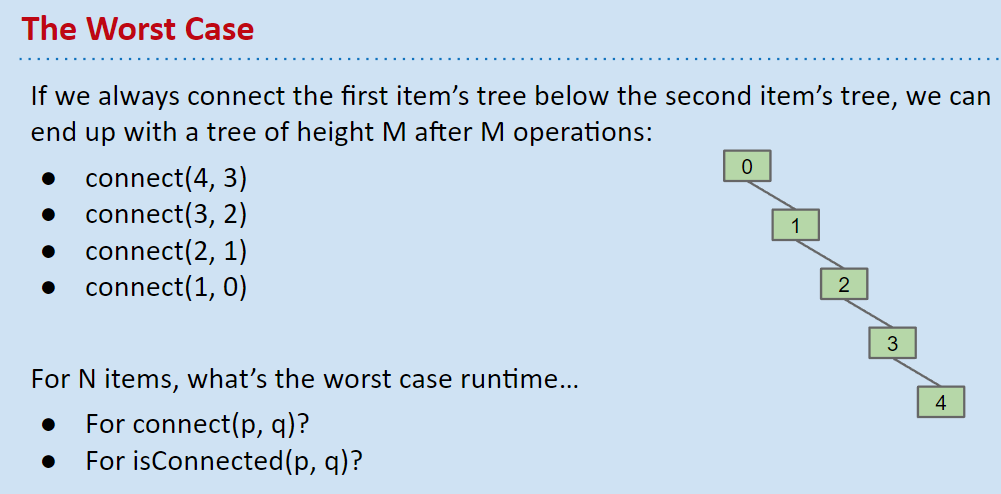 The Worst Case
If we always connect the first item’s tree below the second item’s tree, we can
end up with a tree of height M after M operations:
● connect(4, 3)
● connect(3, 2)
● connect(2, 1)
● connect(1, 0)
0
1
2
3
4
For N items, what’s the worst case runtime…
● For connect(p, q)?
● For isConnected(p, q)?